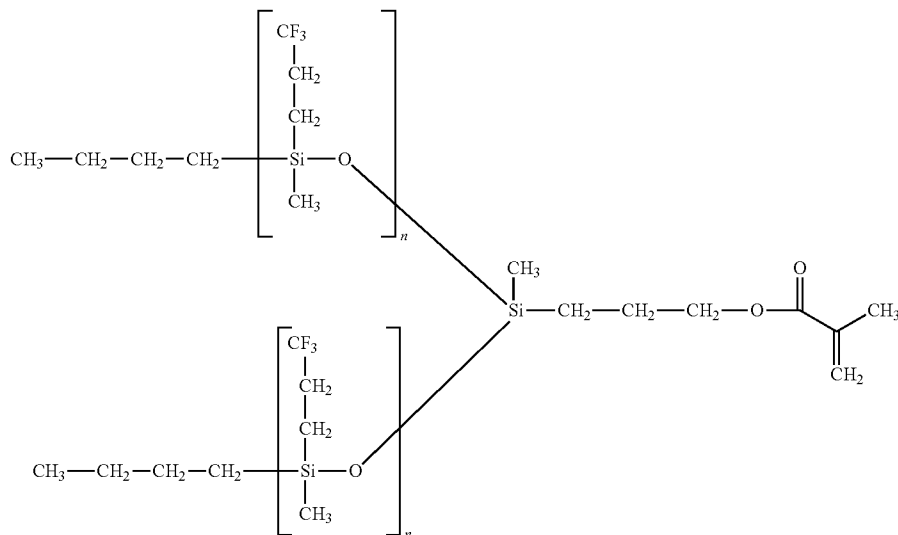 CF₃
CH₂
CH₂
CH₃—CH₂—CH₂—CH₂—Si—O
CH₃
n
CH₃
O
Si—CH₂—CH₂—CH₂—O
CH₃
CH₂
CF₃
CH₂
CH₂
CH₃—CH₂—CH₂—CH₂—Si—O
CH₃
n